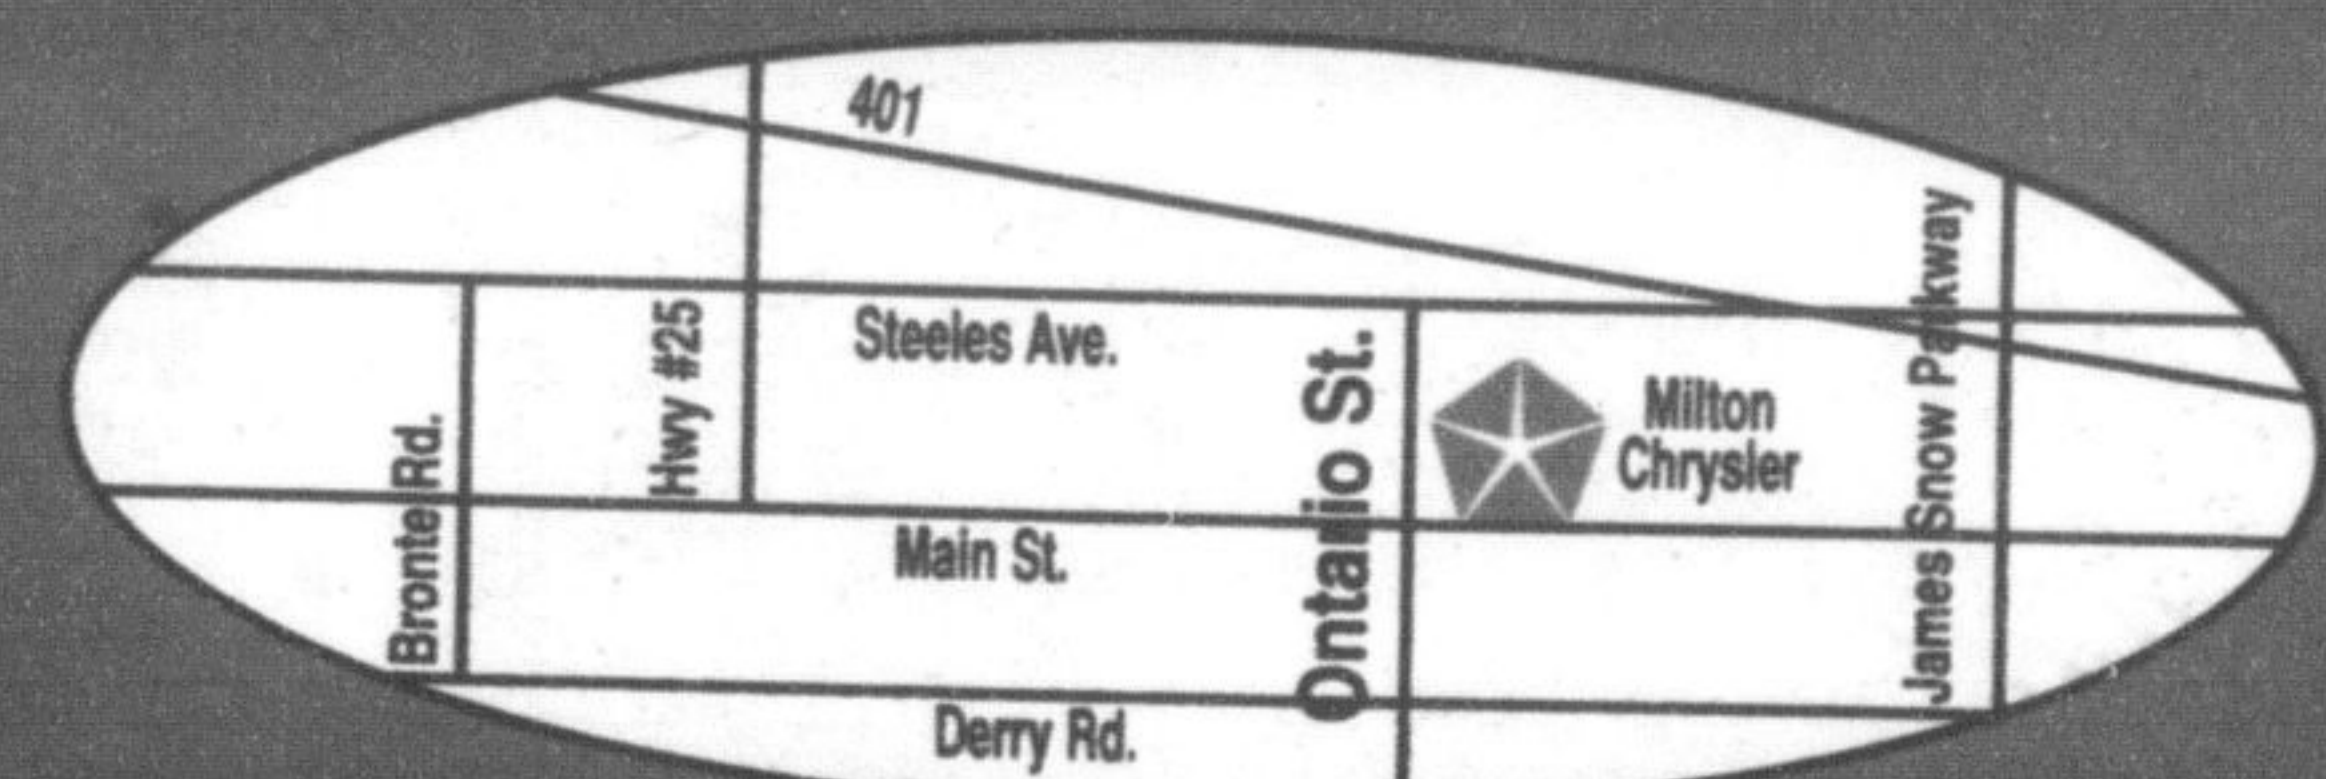 401
Steeles Ave.
Hwy #25
Bronte Rd.
Main St.
Ontario St.
Milton
Chrysler
James Snow Parkway
Derry Rd.